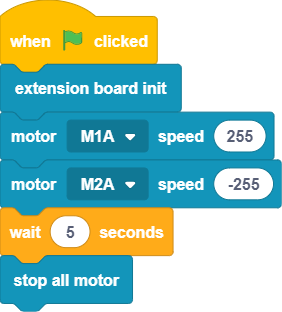 when clicked
extension board init
motor M1A speed 255
motor M2A speed -255
wait 5 seconds
stop all motor